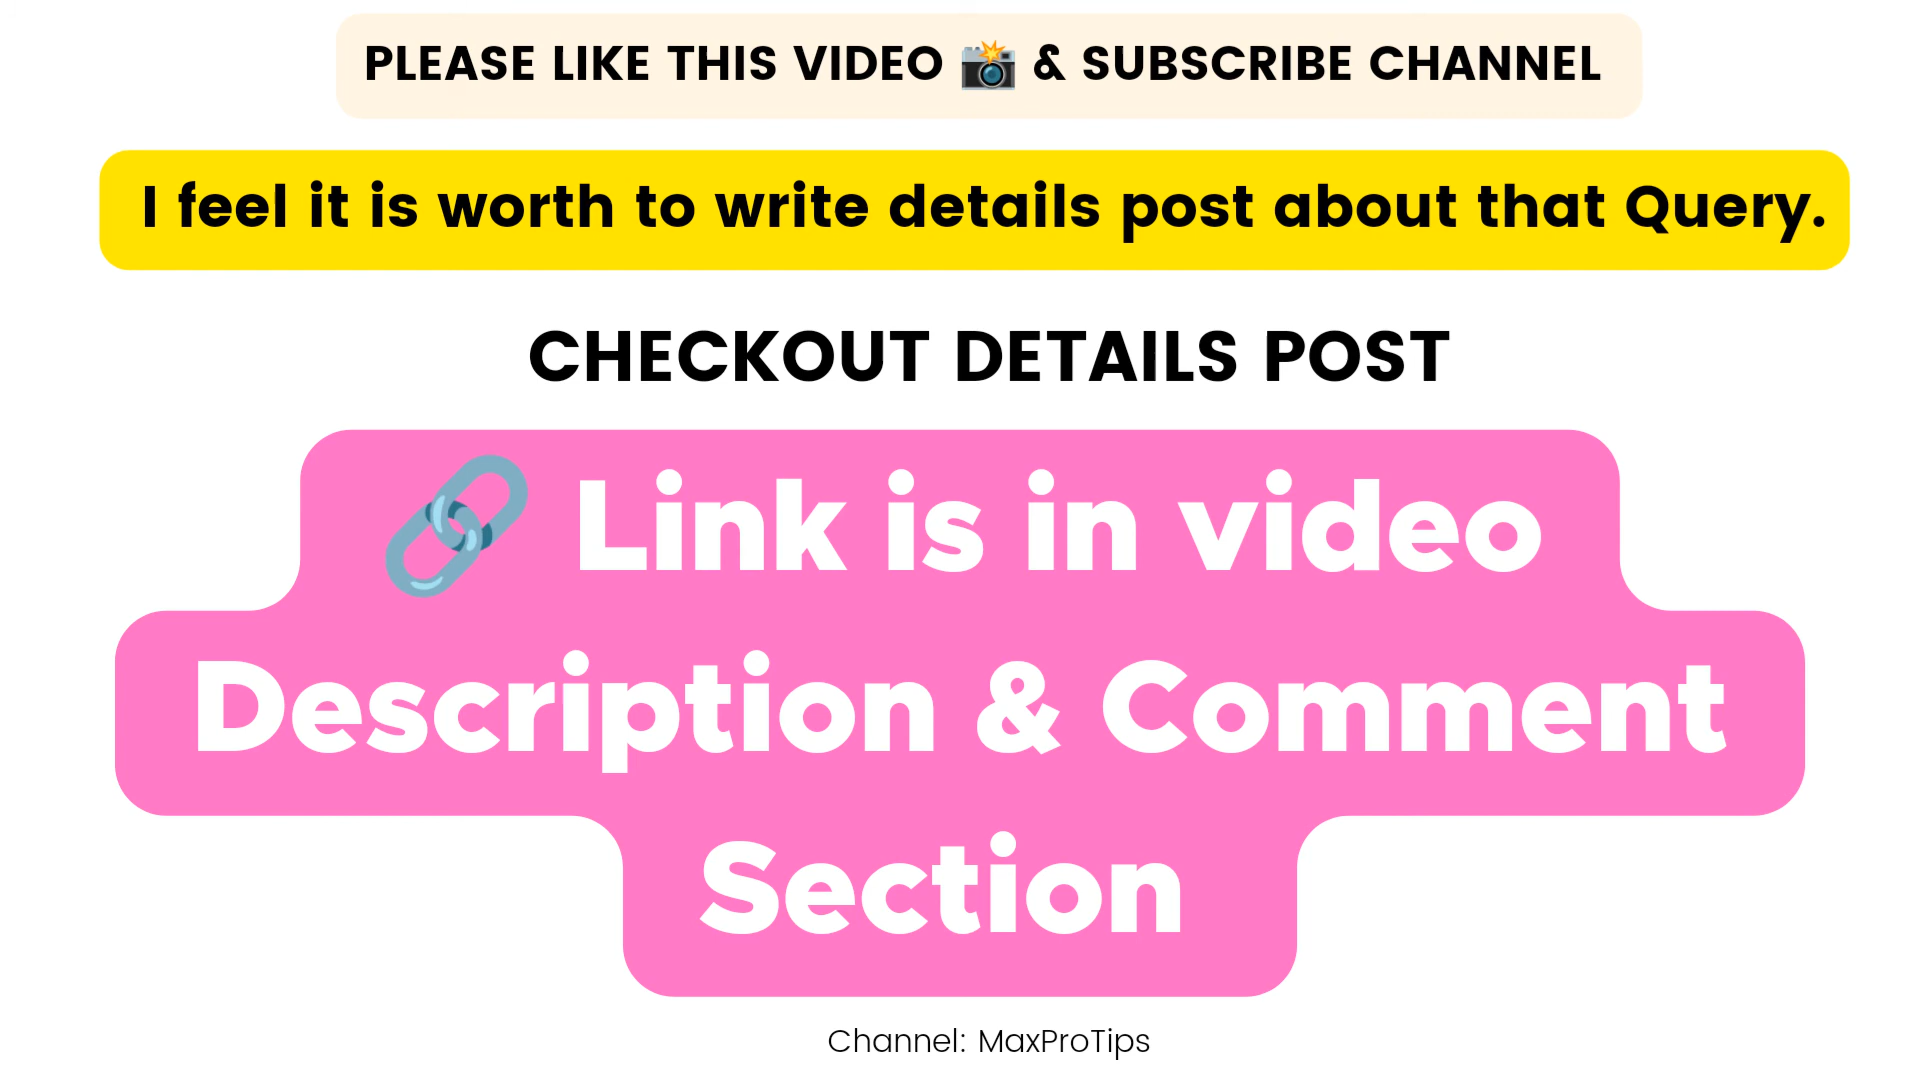 PLEASE LIKE THIS VIDEO 📸 & SUBSCRIBE CHANNEL
I feel it is worth to write details post about that Query.
CHECKOUT DETAILS POST
🔗 Link is in video
Description & Comment
Section
Channel: MaxProTips